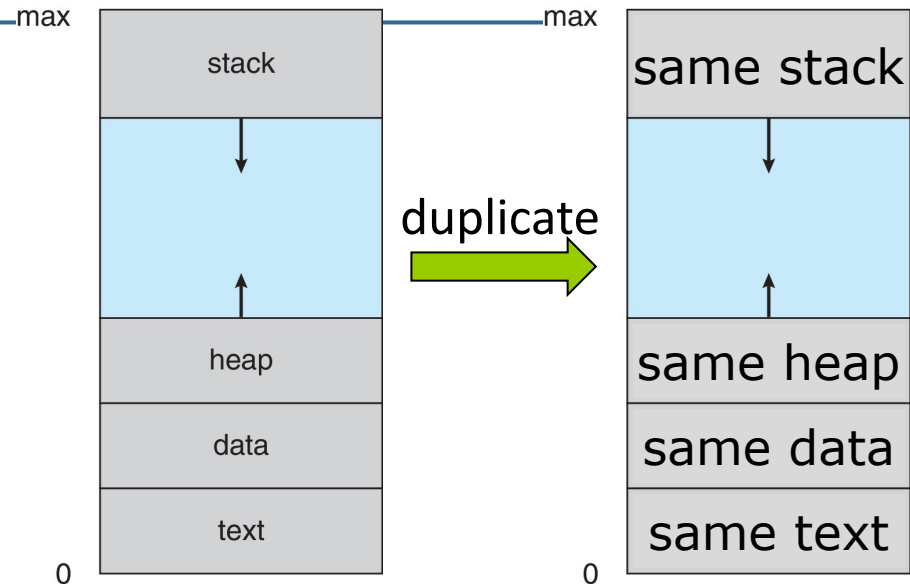 max
stack
heap
data
text
0
duplicate
max
same stack
same heap
same data
same text
0